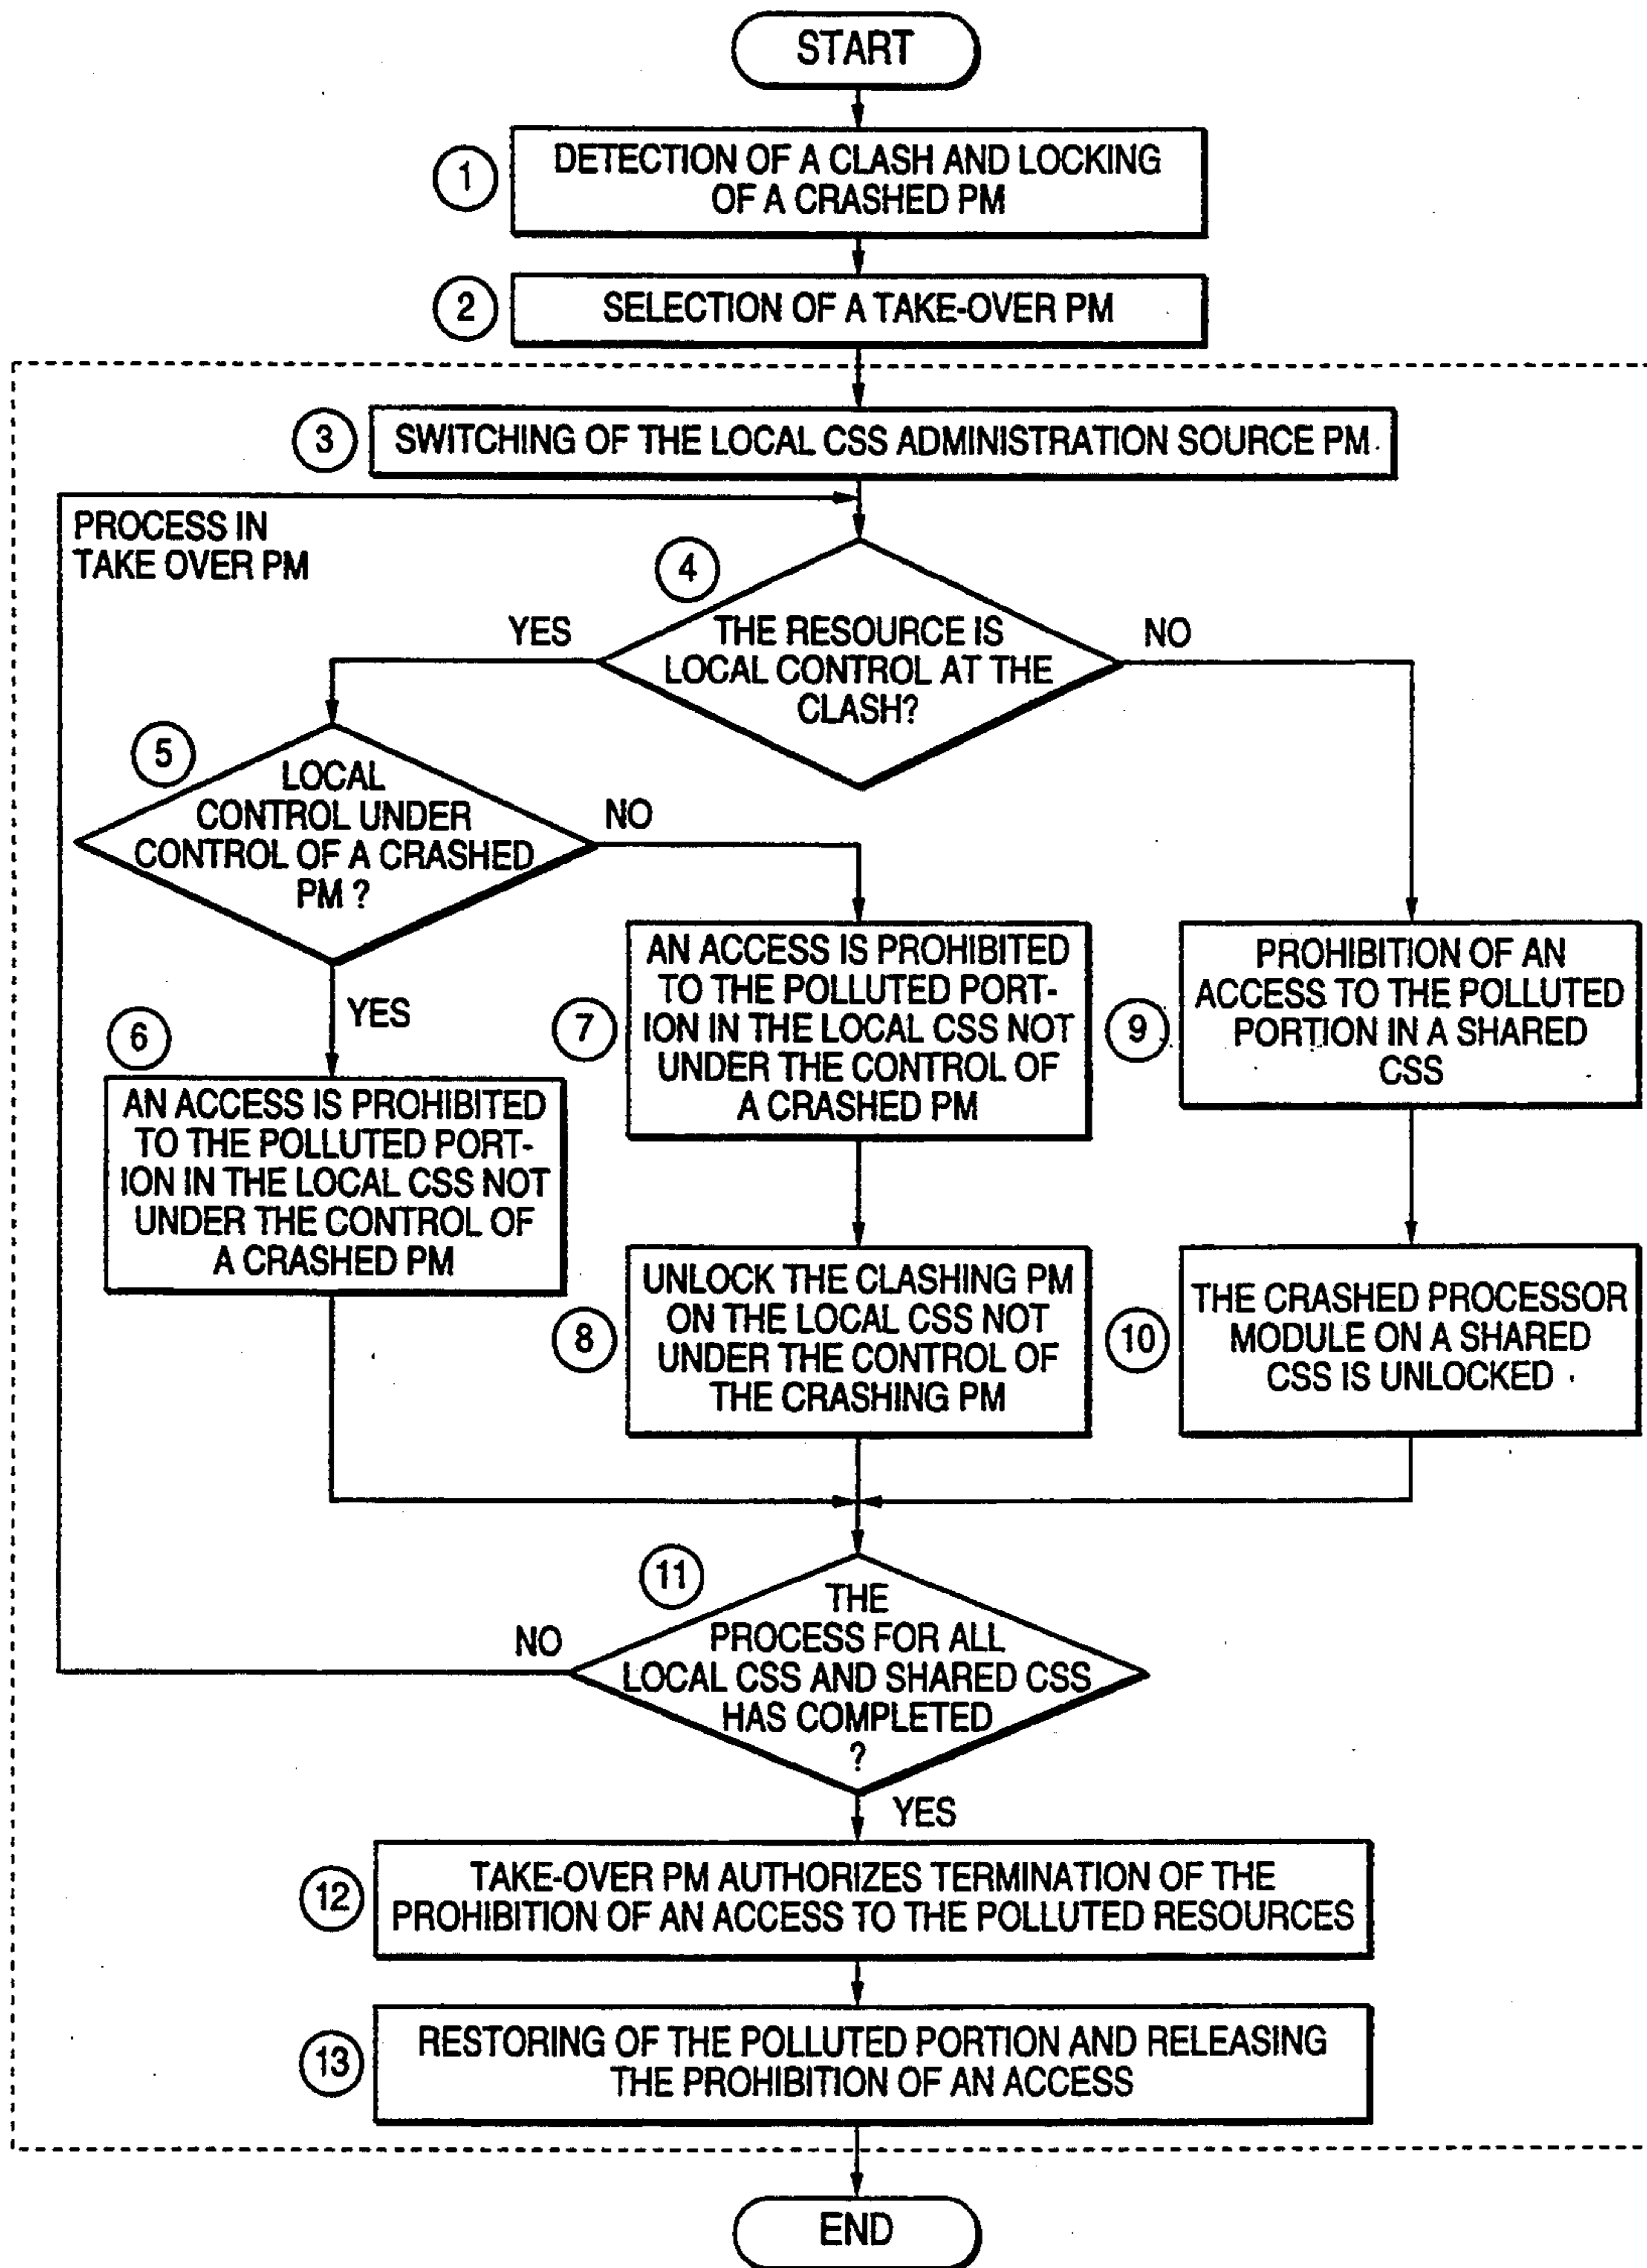 START
1
DETECTION OF A CLASH AND LOCKING
OF A CRASHED PM
2
SELECTION OF A TAKE-OVER PM
3
SWITCHING OF THE LOCAL CSS ADMINISTRATION SOURCE PM
PROCESS IN
TAKE OVER PM
4
THE RESOURCE IS
LOCAL CONTROL AT THE
CLASH?
YES
NO
5
LOCAL
CONTROL UNDER
CONTROL OF A CRASHED
PM ?
NO
YES
6
AN ACCESS IS PROHIBITED
TO THE POLLUTED PORT-
ION IN THE LOCAL CSS NOT
UNDER THE CONTROL OF
A CRASHED PM
7
AN ACCESS IS PROHIBITED
TO THE POLLUTED PORT-
ION IN THE LOCAL CSS NOT
UNDER THE CONTROL OF
A CRASHED PM
8
UNLOCK THE CLASHING PM
ON THE LOCAL CSS NOT
UNDER THE CONTROL OF
THE CRASHING PM
9
PROHIBITION OF AN
ACCESS TO THE POLLUTED
PORTION IN A SHARED
CSS
10
THE CRASHED PROCESSOR
MODULE ON A SHARED
CSS IS UNLOCKED
11
THE
PROCESS FOR ALL
LOCAL CSS AND SHARED CSS
HAS COMPLETED
?
NO
YES
12
TAKE-OVER PM AUTHORIZES TERMINATION OF THE
PROHIBITION OF AN ACCESS TO THE POLLUTED RESOURCES
13
RESTORING OF THE POLLUTED PORTION AND RELEASING
THE PROHIBITION OF AN ACCESS
END